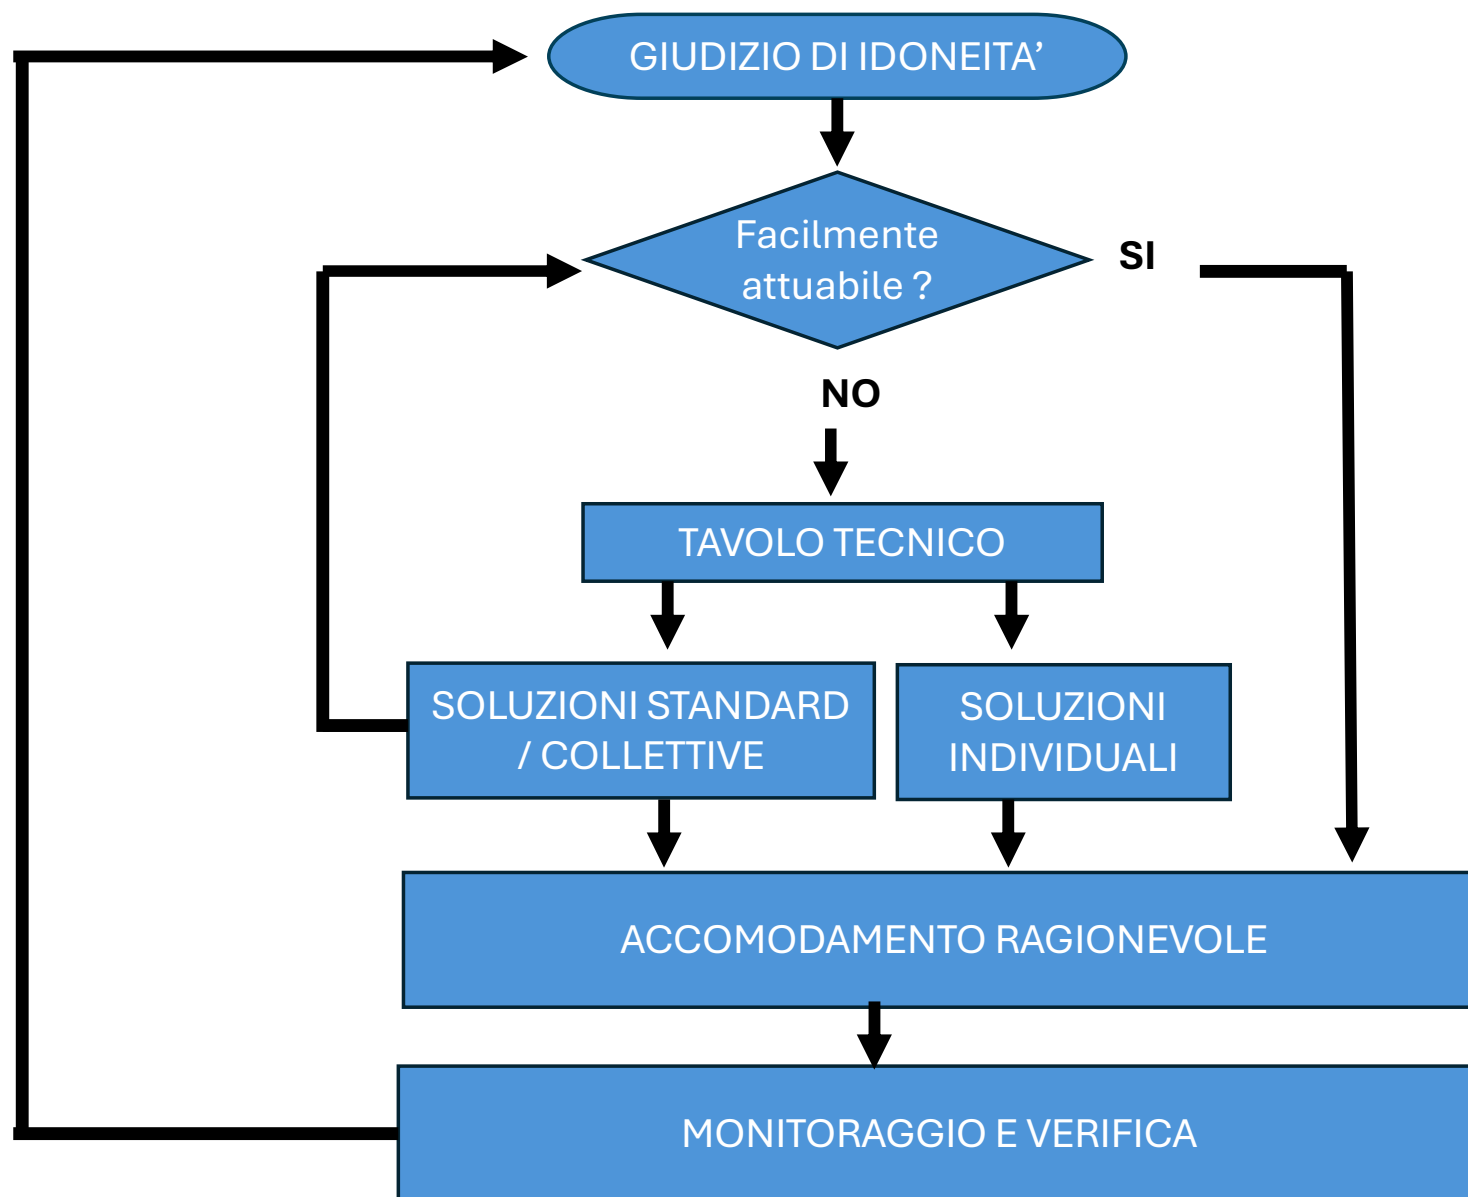 GIUDIZIO DI IDONEITA’
Facilmente
attuabile ?
SI
NO
TAVOLO TECNICO
SOLUZIONI STANDARD
/ COLLETTIVE
SOLUZIONI
INDIVIDUALI
ACCOMODAMENTO RAGIONEVOLE
MONITORAGGIO E VERIFICA